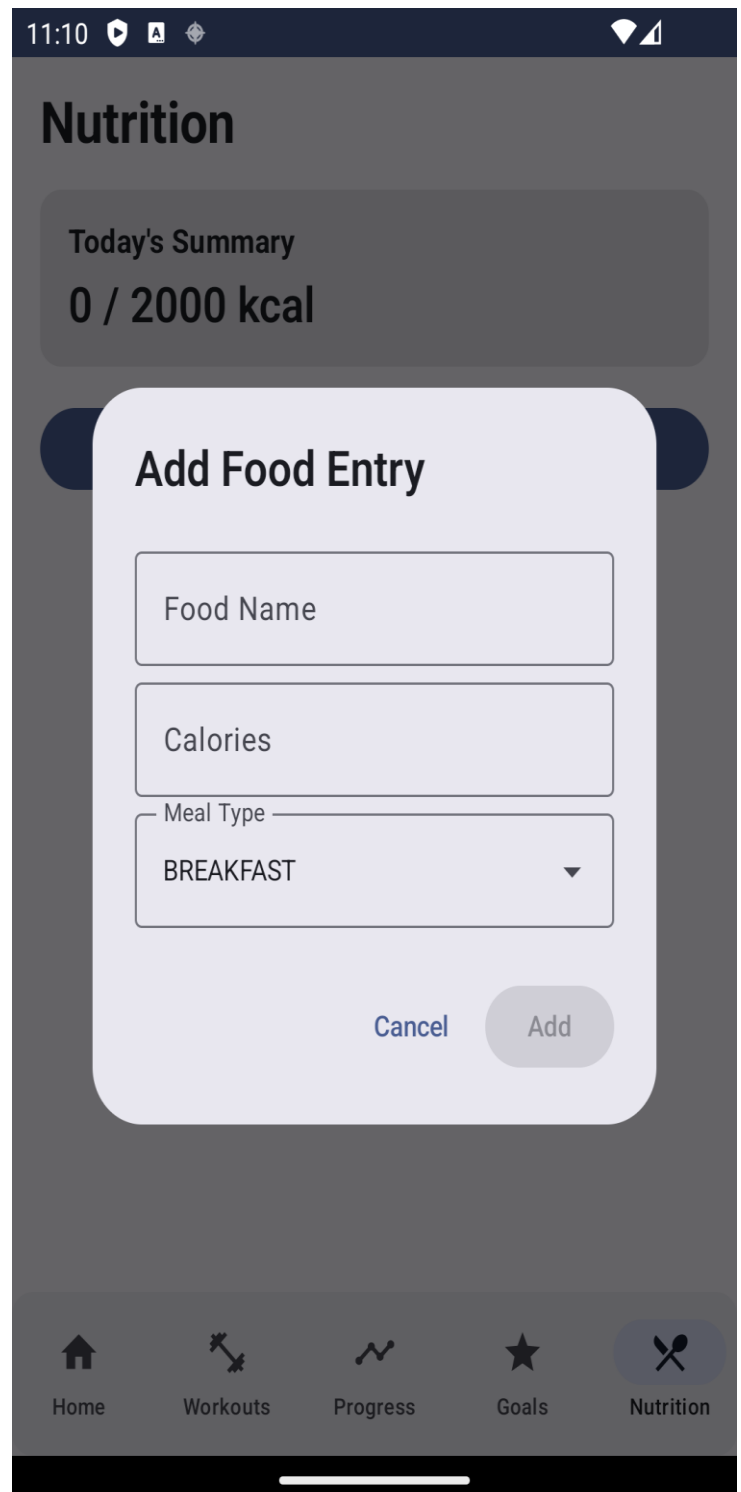 11:10
Nutrition
Today's Summary
0 / 2000 kcal
Add Food Entry
Food Name
Calories
Meal Type
BREAKFAST
Cancel Add
Home Workouts Progress Goals Nutrition